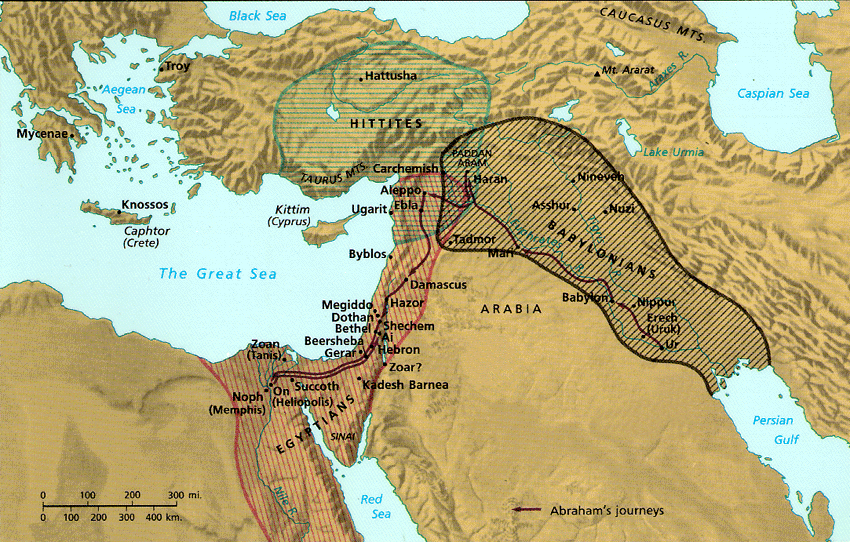 Black Sea
CAUCASUS MTS.
Troy
Hattusha
Mt. Ararat
Araxes R.
Aegean
Sea
Caspian Sea
HITTITES
Mycenae
Lake Urmia
PADDAN
ARAM
TAURUS MTS.
Carchemish
Haran
Nineveh
Aleppo
Knossos
Kittim
(Cyprus)
Ugarit
Ebla
Asshur
Nuzi
Caphtor
(Crete)
Tigris R.
Euphrates R.
BABYLONIANS
Tadmor
Mari
Byblos
The Great Sea
Damascus
Babylon
Nippur
Megiddo
Hazor
ARABIA
Dothan
Erech
(Uruk)
Bethel
Shechem
Ai
Ur
Beersheba
Zoan
(Tanis)
Gerar
Hebron
Zoar?
Succoth
Kadesh Barnea
Noph
(Memphis)
On
(Heliopolis)
EGYPTIANS
SINAI
Persian
Gulf
Nile R.
Red
Sea
0 100 200 300 mi.
0 100 200 300 400 km.
Abraham's journeys